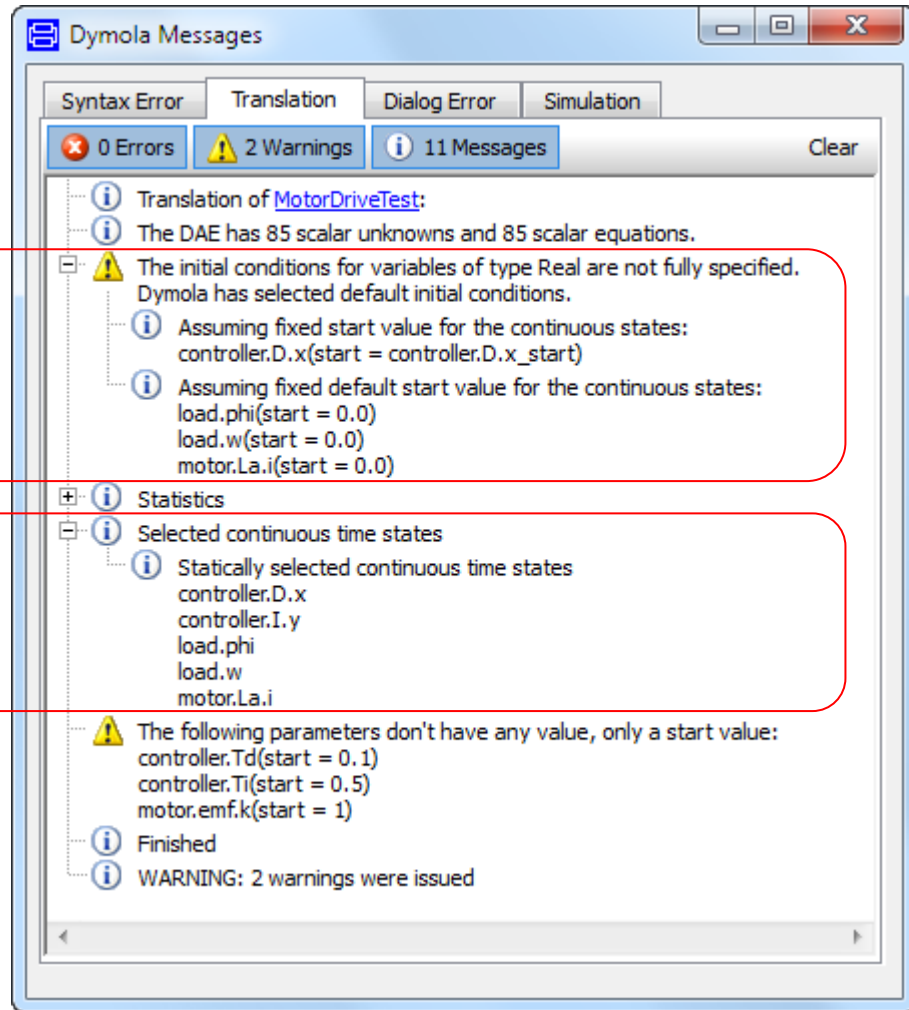 Dymola Messages
Syntax Error Translation Dialog Error Simulation
0 Errors 2 Warnings 11 Messages Clear
Translation of MotorDriveTest:
The DAE has 85 scalar unknowns and 85 scalar equations.
The initial conditions for variables of type Real are not fully specified.
Dymola has selected default initial conditions.
Assuming fixed start value for the continuous states:
controller.D.x(start = controller.D.x_start)
Assuming fixed default start value for the continuous states:
load.phi(start = 0.0)
load.w(start = 0.0)
motor.La.i(start = 0.0)
Statistics
Selected continuous time states
Statically selected continuous time states
controller.D.x
controller.I.y
load.phi
load.w
motor.La.i
The following parameters don't have any value, only a start value:
controller.Td(start = 0.1)
controller.Ti(start = 0.5)
motor.emf.k(start = 1)
Finished
WARNING: 2 warnings were issued